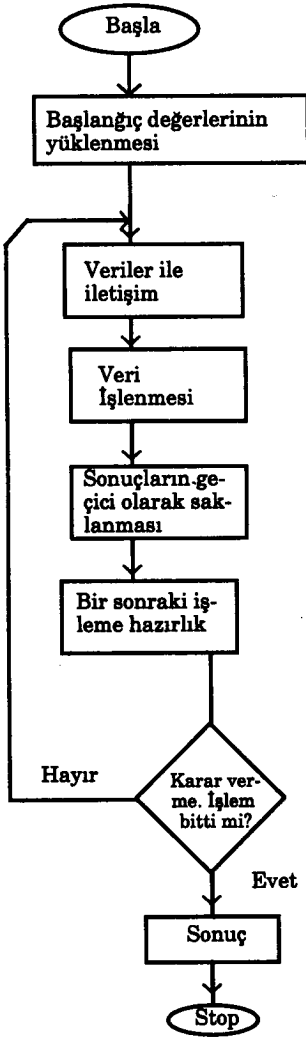 Başla
Başlanğıç değerlerinin
yüklenmesi
Veriler ile
iletişim
Veri
İşlenmesi
Sonuçların ge-
çici olarak sak-
lanması
Bir sonraki iş-
leme hazırlık
Hayır
Karar ver-
me. İşlem
bitti mi?
Evet
Sonuç
Stop